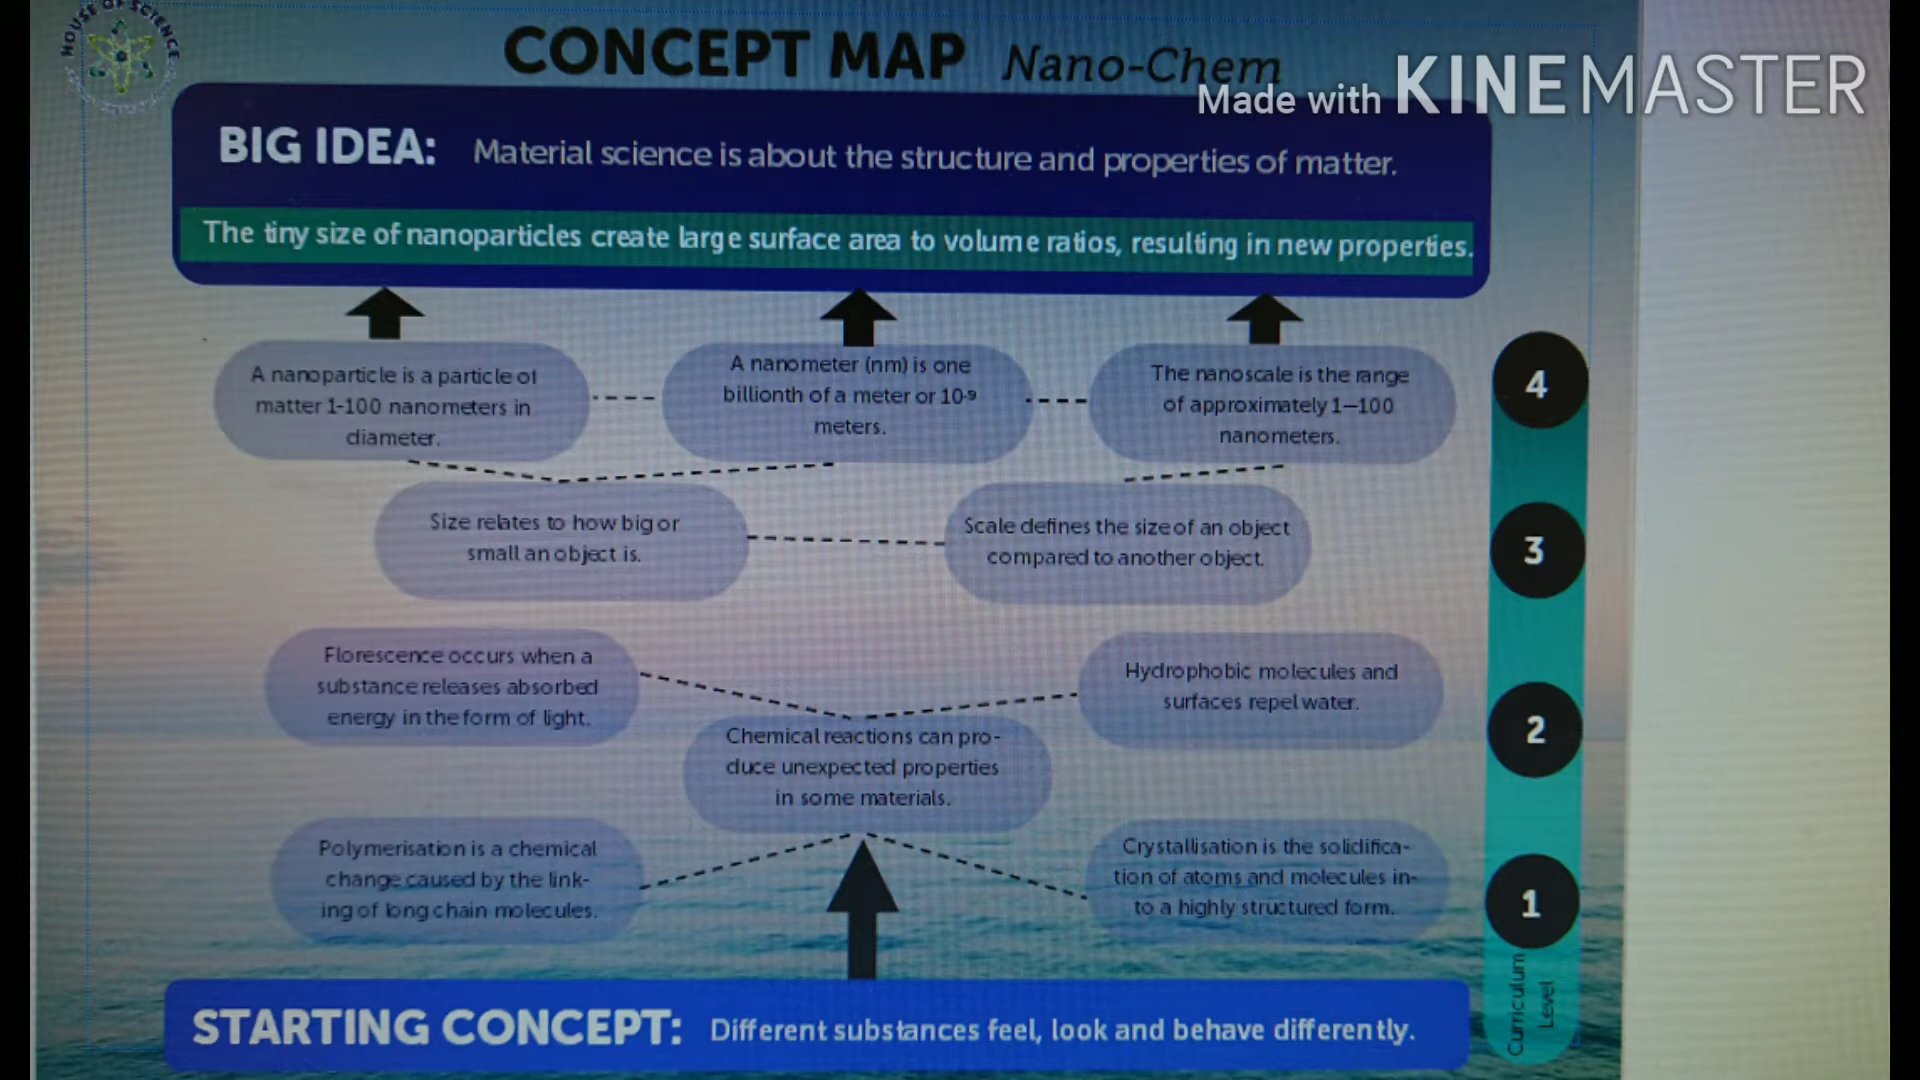 HOUSE OF SCIENCE
CONCEPT MAP Nano-Chem
Made with KINEMASTER
BIG IDEA: Material science is about the structure and properties of matter.
The tiny size of nanoparticles create large surface area to volume ratios, resulting in new properties.
A nanoparticle is a particle of
matter 1-100 nanometers in
diameter.
A nanometer (nm) is one
billionth of a meter or 10-9
meters.
The nanoscale is the range
of approximately 1–100
nanometers.
4
Size relates to how big or
small an object is.
Scale defines the size of an object
compared to another object.
3
Florescence occurs when a
substance releases absorbed
energy in the form of light.
Hydrophobic molecules and
surfaces repel water.
2
Chemical reactions can pro-
duce unexpected properties
in some materials.
Polymerisation is a chemical
change caused by the link-
ing of long chain molecules.
Crystallisation is the solidifica-
tion of atoms and molecules in-
to a highly structured form.
1
Curriculum
Level
STARTING CONCEPT: Different substances feel, look and behave differently.